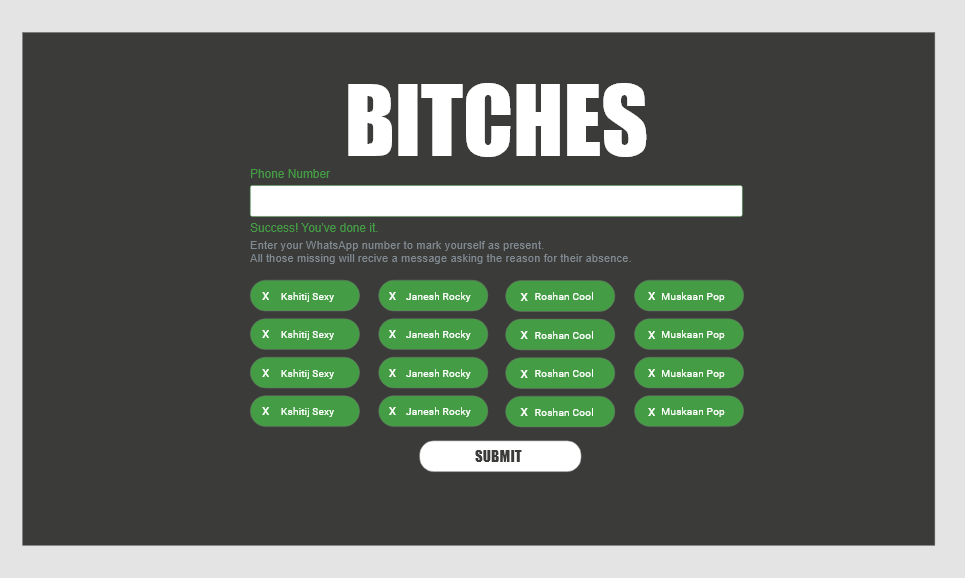 BITCHES
Phone Number
Success! You've done it.
Enter your WhatsApp number to mark yourself as present.
All those missing will recive a message asking the reason for their absence.
X Kshitij Sexy X Janesh Rocky X Roshan Cool X Muskaan Pop
X Kshitij Sexy X Janesh Rocky X Roshan Cool X Muskaan Pop
X Kshitij Sexy X Janesh Rocky X Roshan Cool X Muskaan Pop
X Kshitij Sexy X Janesh Rocky X Roshan Cool X Muskaan Pop
SUBMIT